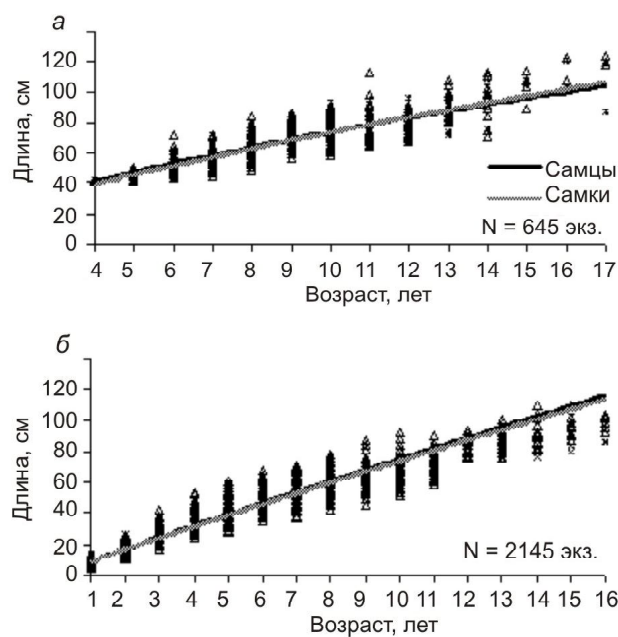 а
Длина, см
120
100
80
60
40
20
0
Самцы
Самки
N = 645 экз.
4 5 6 7 8 9 10 11 12 13 14 15 16 17
Возраст, лет
б
Длина, см
120
100
80
60
40
20
0
N = 2145 экз.
1 2 3 4 5 6 7 8 9 10 11 12 13 14 15 16
Возраст, лет